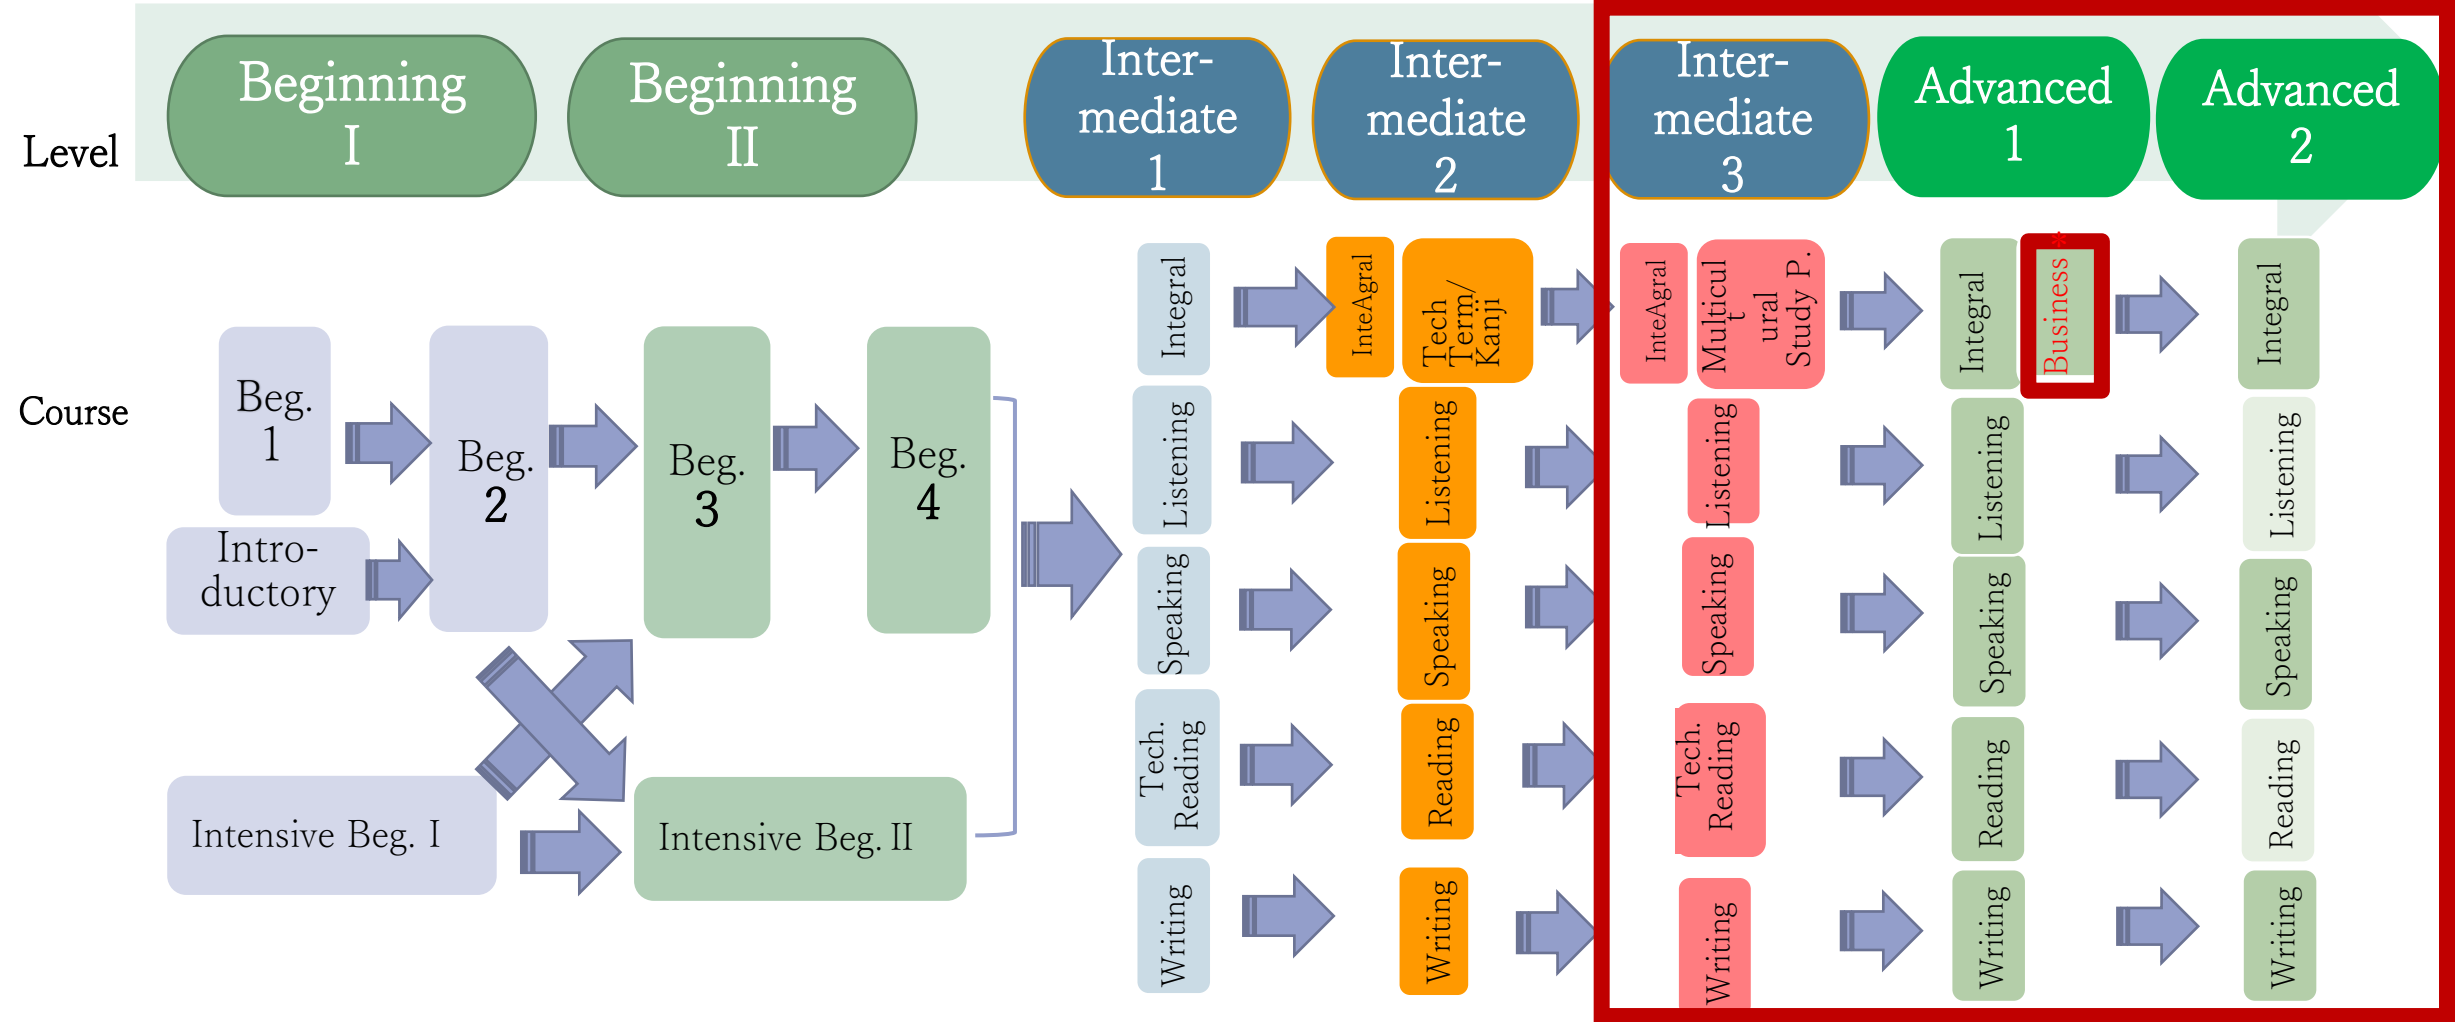 Level
Beginning
I
Beginning
II
Inter-
mediate
1
Inter-
mediate
2
Inter-
mediate
3
Advanced
1
Advanced
2
Course
Beg.
1
Intro-
ductory
Beg.
2
Beg.
3
Beg.
4
Intensive Beg. I
Intensive Beg. II
Integral
Listening
Speaking
Tech.
Reading
Writing
InteAgral
Tech
Term/
Kanji
Listening
Speaking
Reading
Writing
InteAgral
Multicul
t
ural
Study P.
Listening
Speaking
Tech.
Reading
Writing
Integral
Business*
Listening
Speaking
Reading
Writing
Integral
Listening
Speaking
Reading
Writing